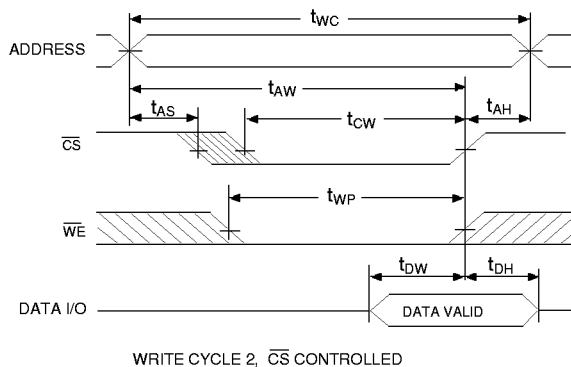 tWC
ADDRESS
tAW
tAS
tCW
tAH
CS
tWP
WE
tDW
tDH
DATA I/O
DATA VALID
WRITE CYCLE 2, CS CONTROLLED